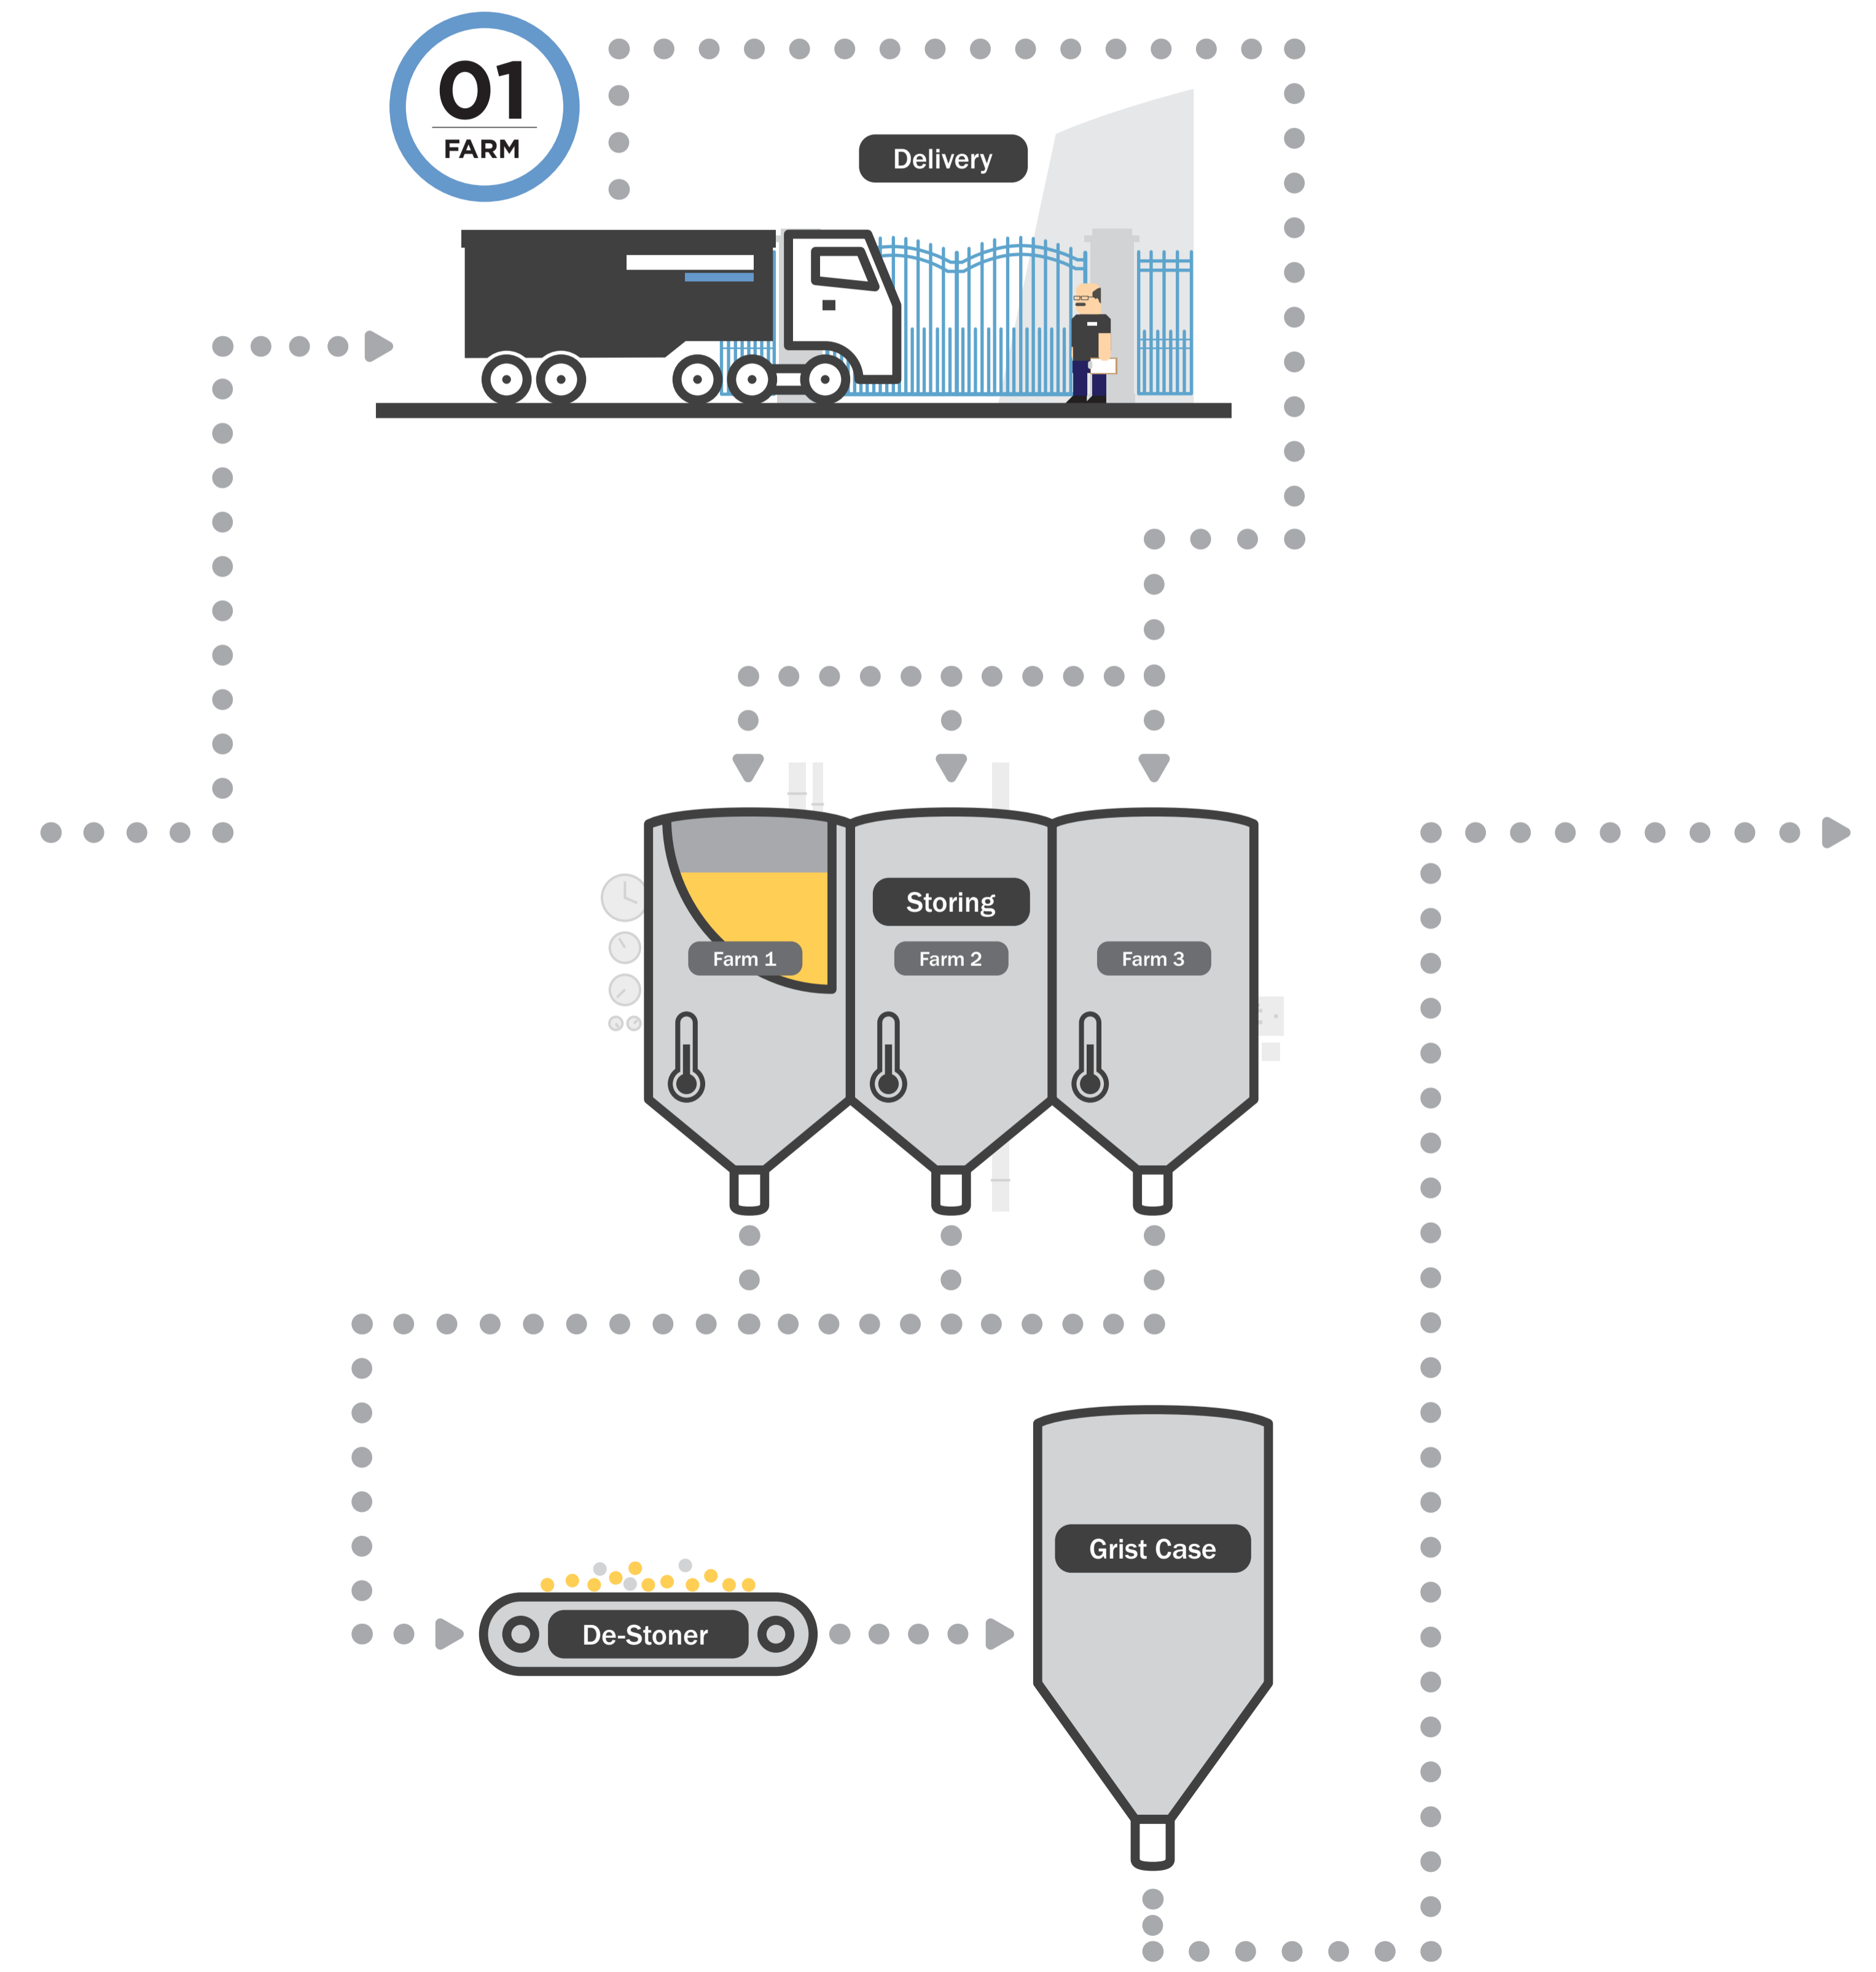 01
FARM
Delivery
Storing
Farm 1
Farm 2
Farm 3
Grist Case
De-Stoner